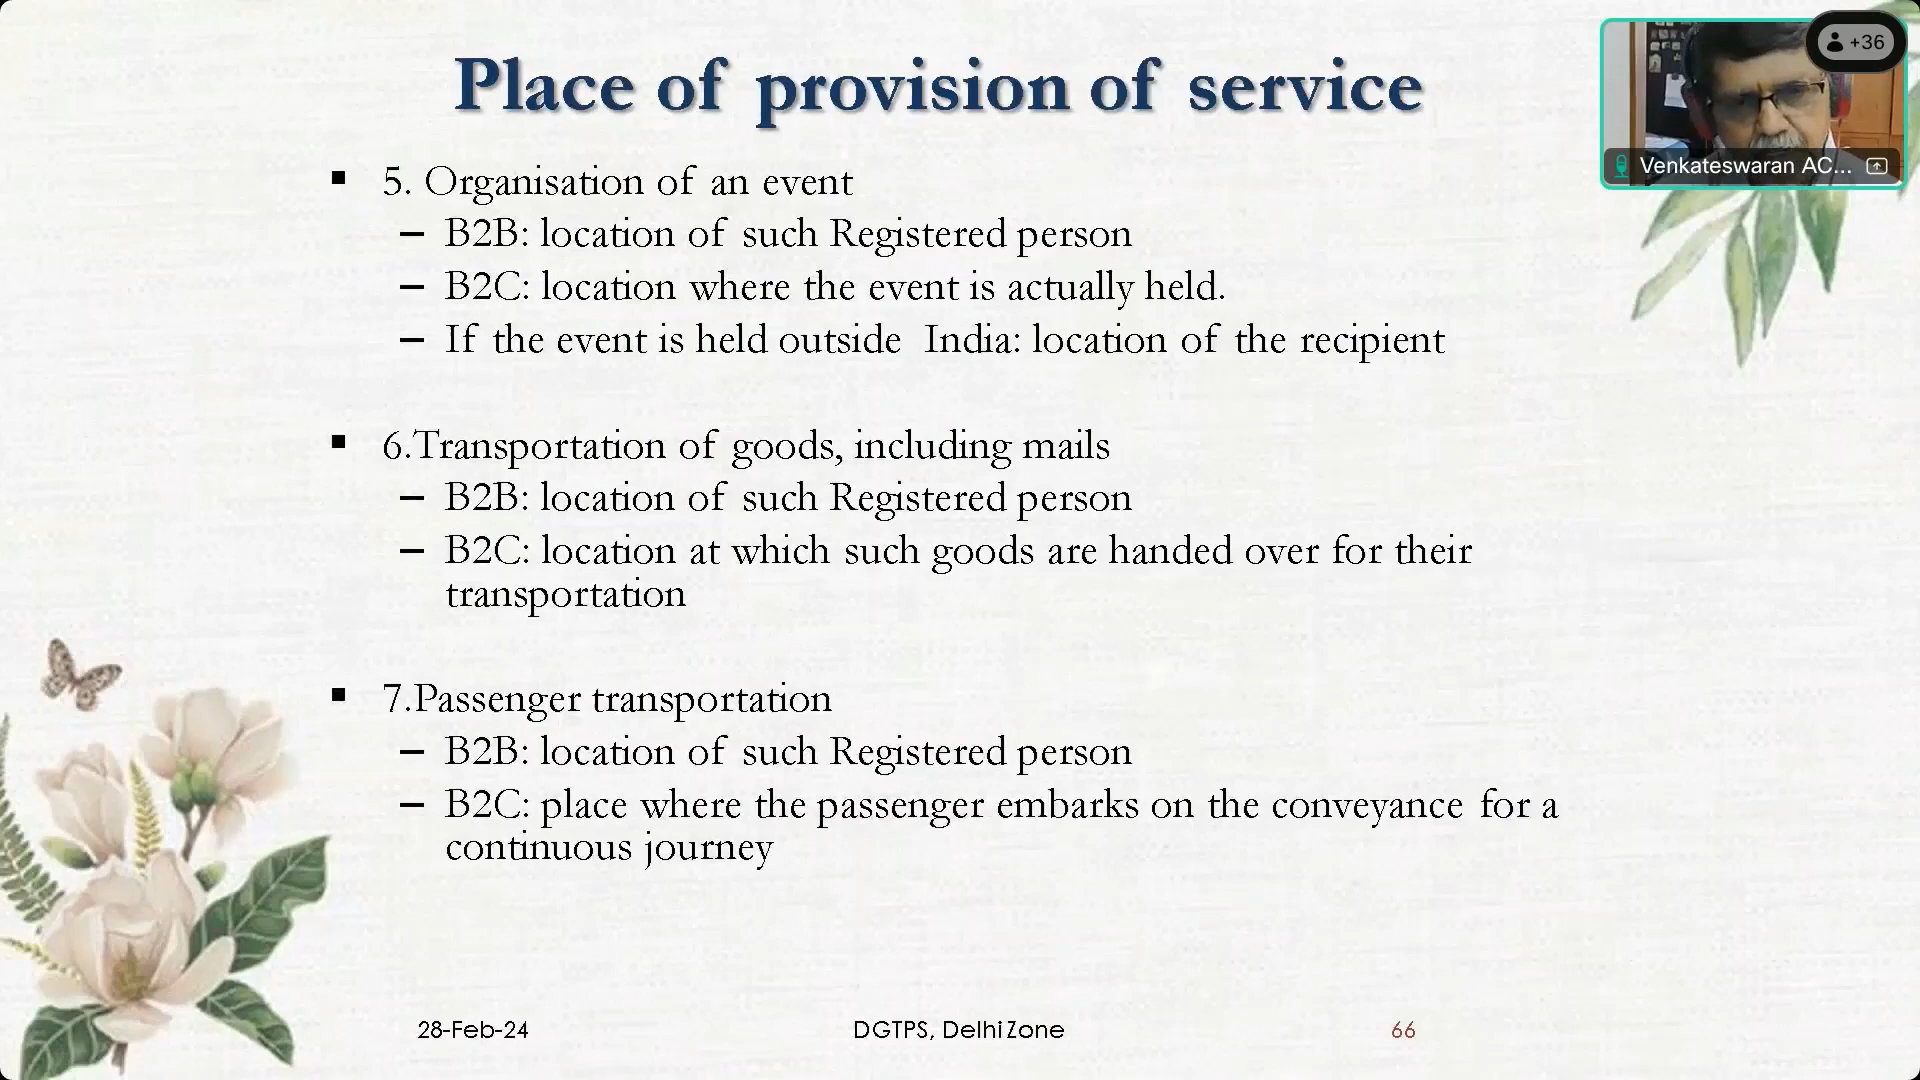 Place of provision of service
+36
Venkateswaran AC...
▪ 5. Organisation of an event
– B2B: location of such Registered person
– B2C: location where the event is actually held.
– If the event is held outside India: location of the recipient
▪ 6.Transportation of goods, including mails
– B2B: location of such Registered person
– B2C: location at which such goods are handed over for their
transportation
▪ 7.Passenger transportation
– B2B: location of such Registered person
– B2C: place where the passenger embarks on the conveyance for a
continuous journey
28-Feb-24
DGTPS, Delhi Zone
66